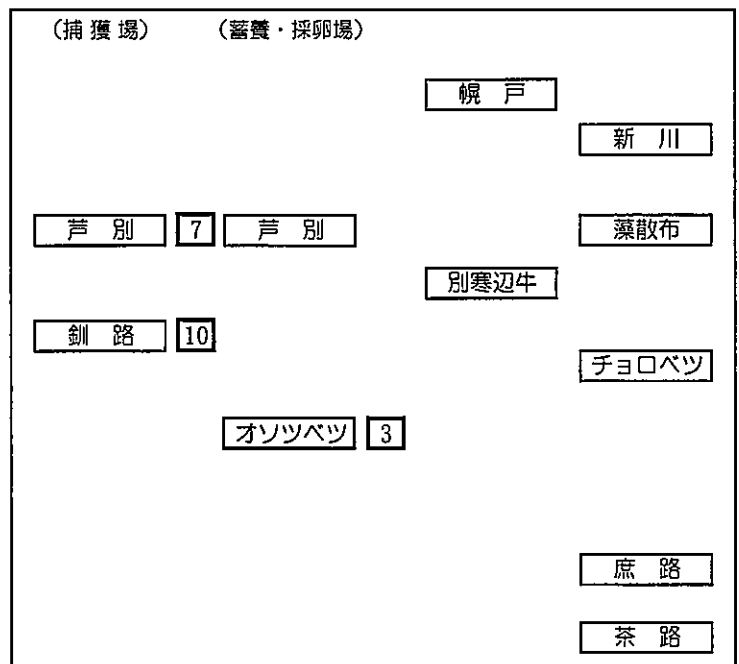 (捕獲場) (蓄養・採卵場)
幌戸
新川
芦別 7 芦別 藻散布
別寒辺牛
釧路 10
チョロベツ
オソツベツ 3
庶路
茶路